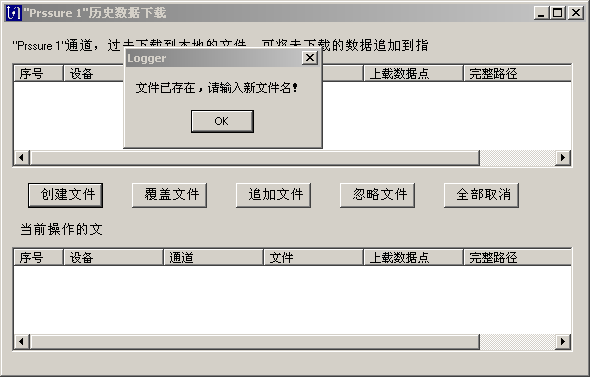 "Prssure 1"历史数据下载
"Prssure 1"通道，过去下载到本地的文件，可将未下载的数据追加到指
Logger
文件已存在，请输入新文件名!
OK
序号 设备 上载数据点 完整路径
创建文件 覆盖文件 追加文件 忽略文件 全部取消
当前操作的文
序号 设备 通道 文件 上载数据点 完整路径